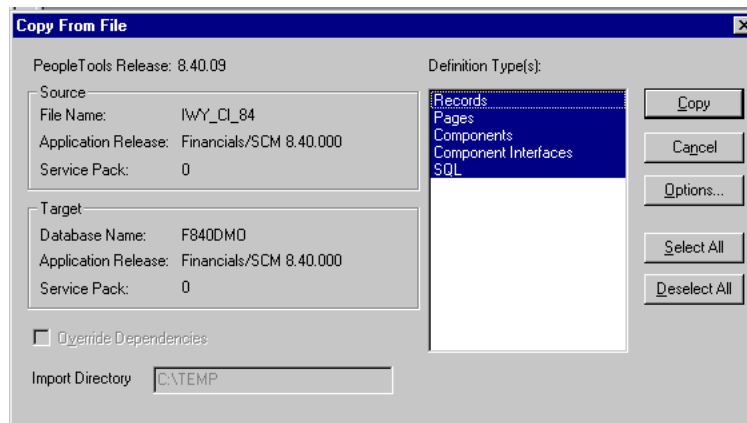 Copy From File
PeopleTools Release: 8.40.09
Source
File Name: IWY_CI_84
Application Release: Financials/SCM 8.40.000
Service Pack: 0
Target
Database Name: F840DMO
Application Release: Financials/SCM 8.40.000
Service Pack: 0
Override Dependencies
Import Directory C:\TEMP
Definition Type(s):
Records
Pages
Components
Component Interfaces
SQL
Copy
Cancel
Options...
Select All
Deselect All